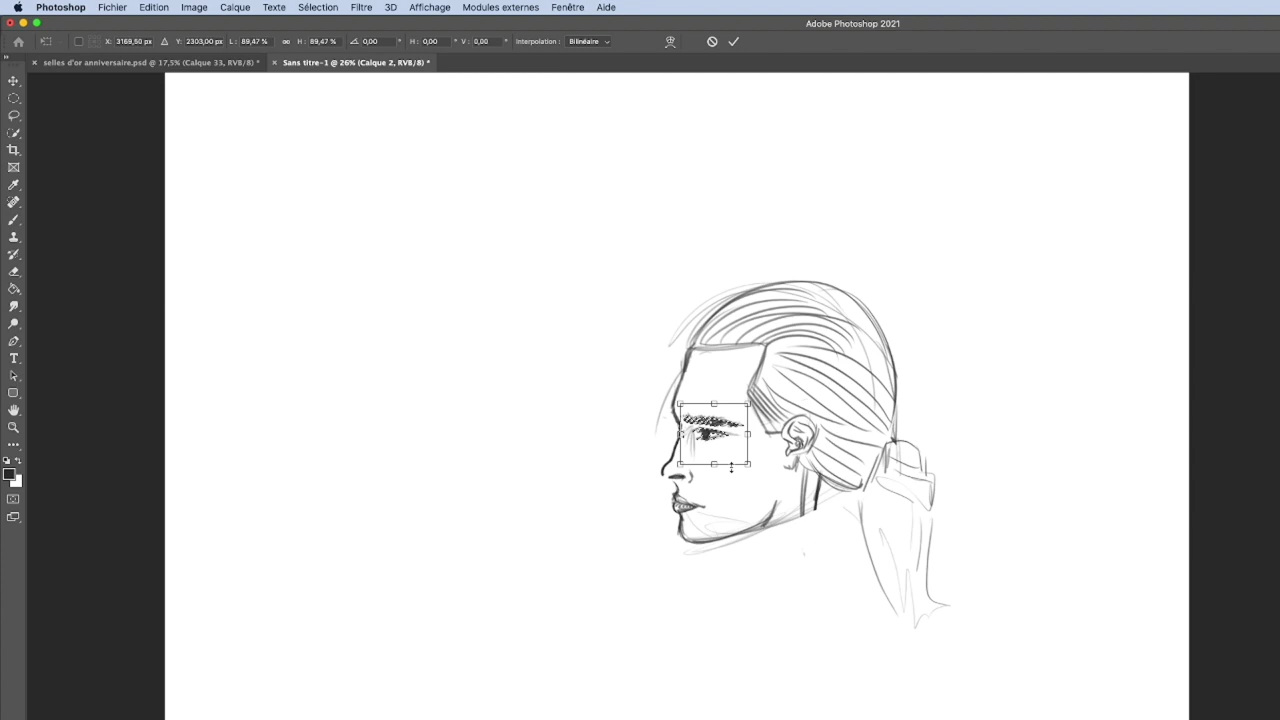 Photoshop Fichier Edition Image Calque Texte Sélection Filtre 3D Affichage Modules externes Fenêtre Aide
Adobe Photoshop 2021
X: 3169,50 px Y: 2303,00 px L: 89,47 % H: 89,47 % 0,00 ° H: 0,00 ° V: 0,00 ° Interpolation : Bilinéaire
selles d'or anniversaire.psd @ 17,5% (Calque 33, RVB/8) * Sans titre-1 @ 26% (Calque 2, RVB/8) *